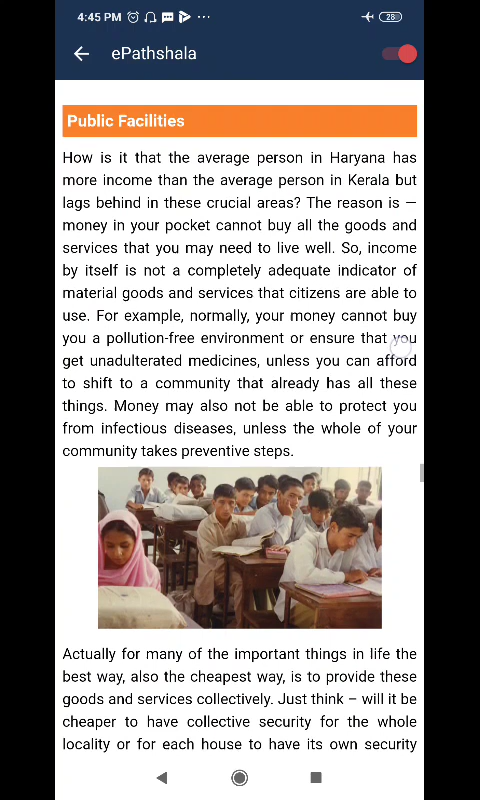 4:45 PM
28
ePathshala
Public Facilities
How is it that the average person in Haryana has
more income than the average person in Kerala but
lags behind in these crucial areas? The reason is —
money in your pocket cannot buy all the goods and
services that you may need to live well. So, income
by itself is not a completely adequate indicator of
material goods and services that citizens are able to
use. For example, normally, your money cannot buy
you a pollution-free environment or ensure that you
get unadulterated medicines, unless you can afford
to shift to a community that already has all these
things. Money may also not be able to protect you
from infectious diseases, unless the whole of your
community takes preventive steps.
Actually for many of the important things in life the
best way, also the cheapest way, is to provide these
goods and services collectively. Just think – will it be
cheaper to have collective security for the whole
locality or for each house to have its own security